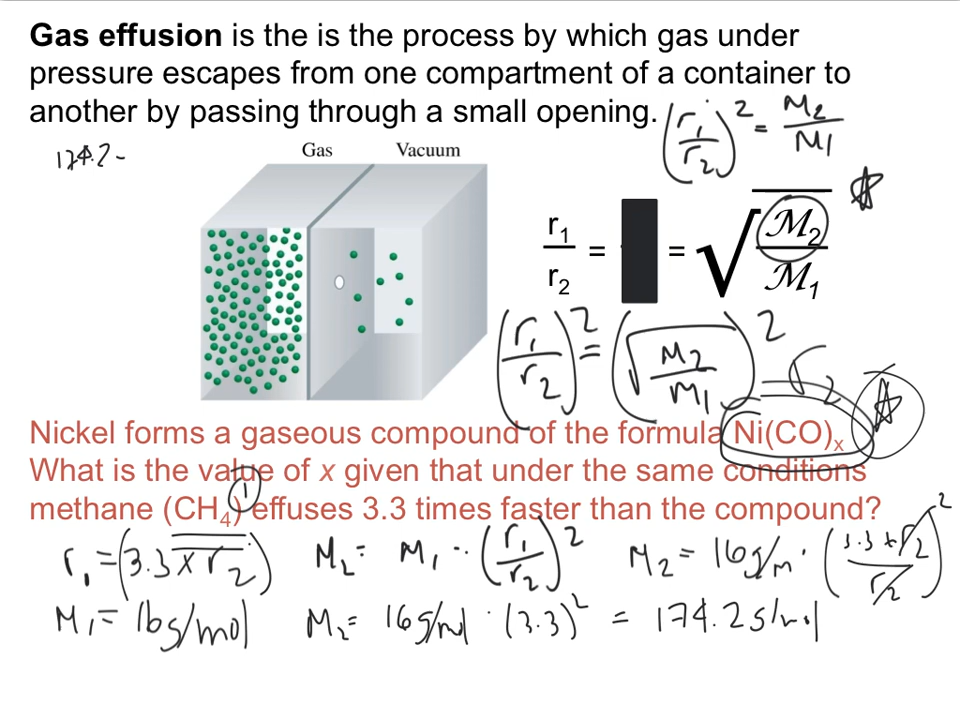 Gas effusion is the is the process by which gas under
pressure escapes from one compartment of a container to
another by passing through a small opening.
(r₁/r₂)² = M₂/M₁
174.2-
Gas Vacuum
r₁/r₂ = = √(ℳ₂/ℳ₁)
(r₁/r₂)² = (√(M₂/M₁))²
r₂
Nickel forms a gaseous compound of the formula Ni(CO)ₓ
What is the value of x given that under the same conditions
1
methane (CH₄) effuses 3.3 times faster than the compound?
r₁ = (3.3 x r₂) M₂ = M₁ · (r₁/r₂)² M₂ = 16g/m · (3.3 x r₂/r₂)²
M₁ = 16g/mol M₂ = 16g/mol · (3.3)² = 174.2g/mol